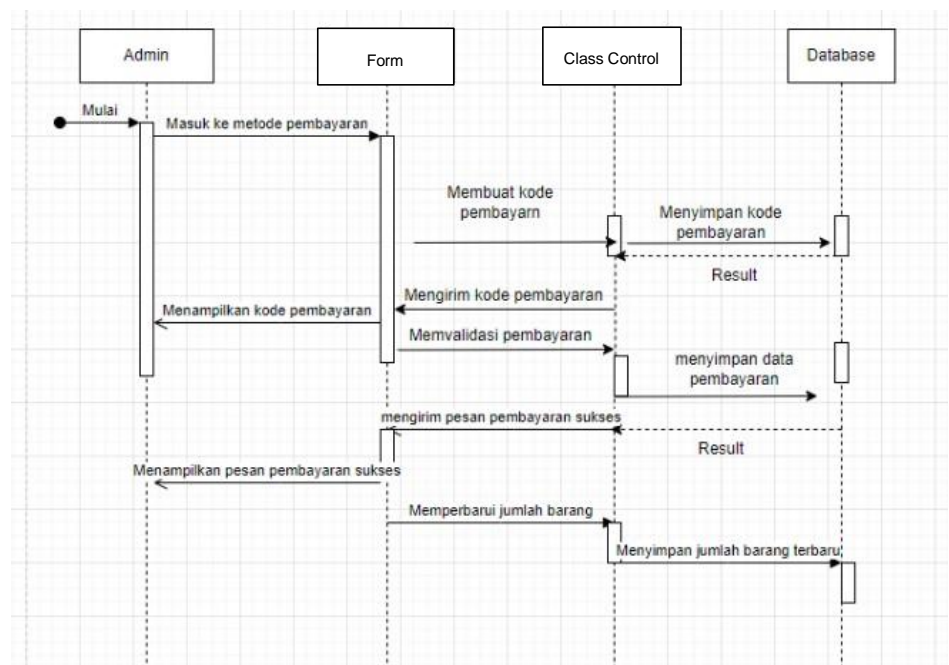 Admin
Form
Class Control
Database
Mulai
Masuk ke metode pembayaran
Membuat kode
pembayarn
Menyimpan kode
pembayaran
Result
Mengirim kode pembayaran
Menampilkan kode pembayaran
Memvalidasi pembayaran
menyimpan data
pembayaran
mengirim pesan pembayaran sukses
Result
Menampilkan pesan pembayaran sukses
Memperbarui jumlah barang
Menyimpan jumlah barang terbaru